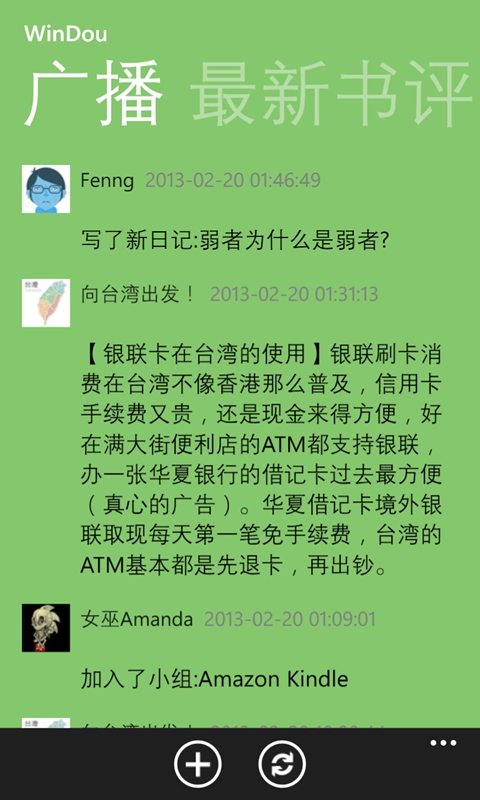 WinDou
广播 最新书评
Fenng 2013-02-20 01:46:49
写了新日记:弱者为什么是弱者?
台湾
向台湾出发！ 2013-02-20 01:31:13
【银联卡在台湾的使用】银联刷卡消
费在台湾不像香港那么普及，信用卡
手续费又贵，还是现金来得方便，好
在满大街便利店的ATM都支持银联，
办一张华夏银行的借记卡过去最方便
（真心的广告）。华夏借记卡境外银
联取现每天第一笔免手续费，台湾的
ATM基本都是先退卡，再出钞。
女巫Amanda 2013-02-20 01:09:01
加入了小组:Amazon Kindle